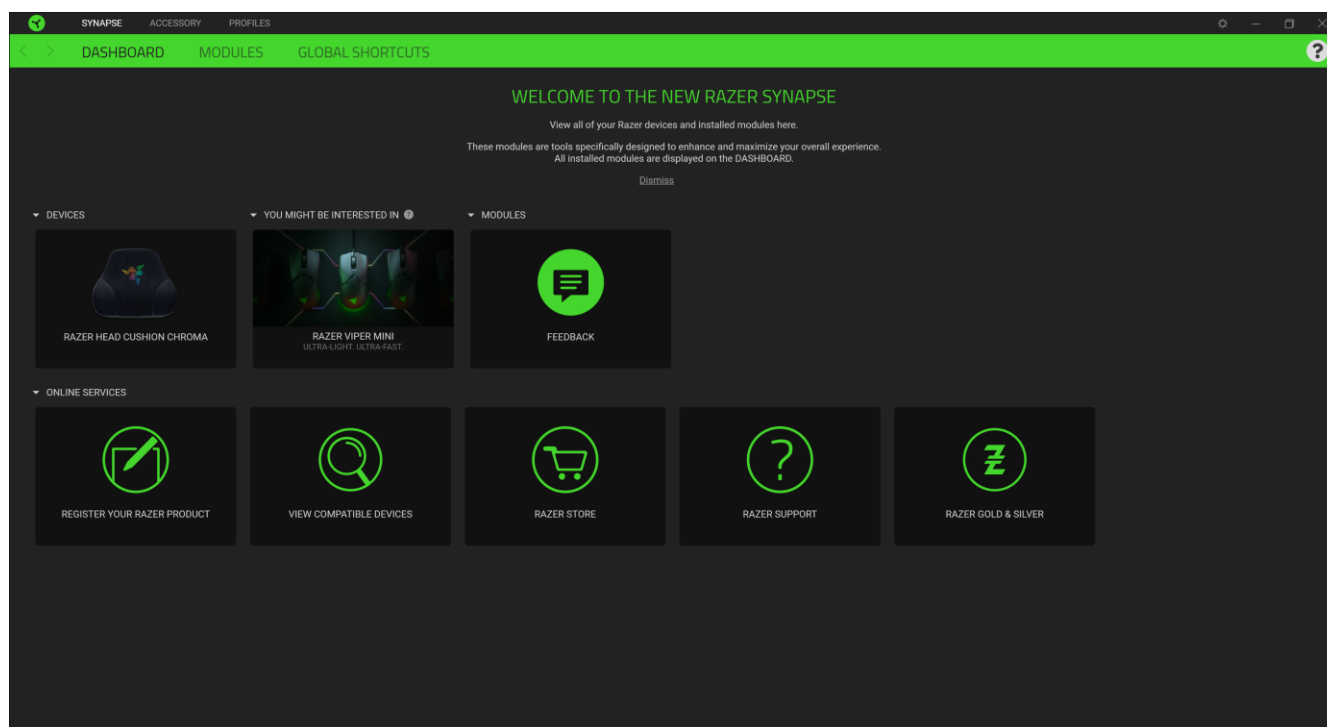 SYNAPSE ACCESSORY PROFILES
DASHBOARD MODULES GLOBAL SHORTCUTS
?
WELCOME TO THE NEW RAZER SYNAPSE
View all of your Razer devices and installed modules here.
These modules are tools specifically designed to enhance and maximize your overall experience.
All installed modules are displayed on the DASHBOARD.
Dismiss
DEVICES
YOU MIGHT BE INTERESTED IN ?
MODULES
RAZER HEAD CUSHION CHROMA
RAZER VIPER MINI
ULTRA-LIGHT. ULTRA-FAST.
FEEDBACK
ONLINE SERVICES
REGISTER YOUR RAZER PRODUCT
VIEW COMPATIBLE DEVICES
RAZER STORE
?
RAZER SUPPORT
RAZER GOLD & SILVER